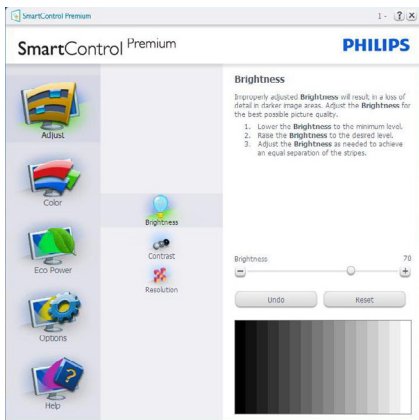 SmartControl Premium
1 - ? X
SmartControl Premium
PHILIPS
Adjust
Color
Eco Power
Options
Help
Brightness
Contrast
Resolution
Brightness
Improperly adjusted Brightness will result in a loss of
detail in darker image areas. Adjust the Brightness for
the best possible picture quality.
1. Lower the Brightness to the minimum level.
2. Raise the Brightness to the desired level.
3. Adjust the Brightness as needed to achieve
an equal separation of the stripes.
Brightness 70
Undo Reset